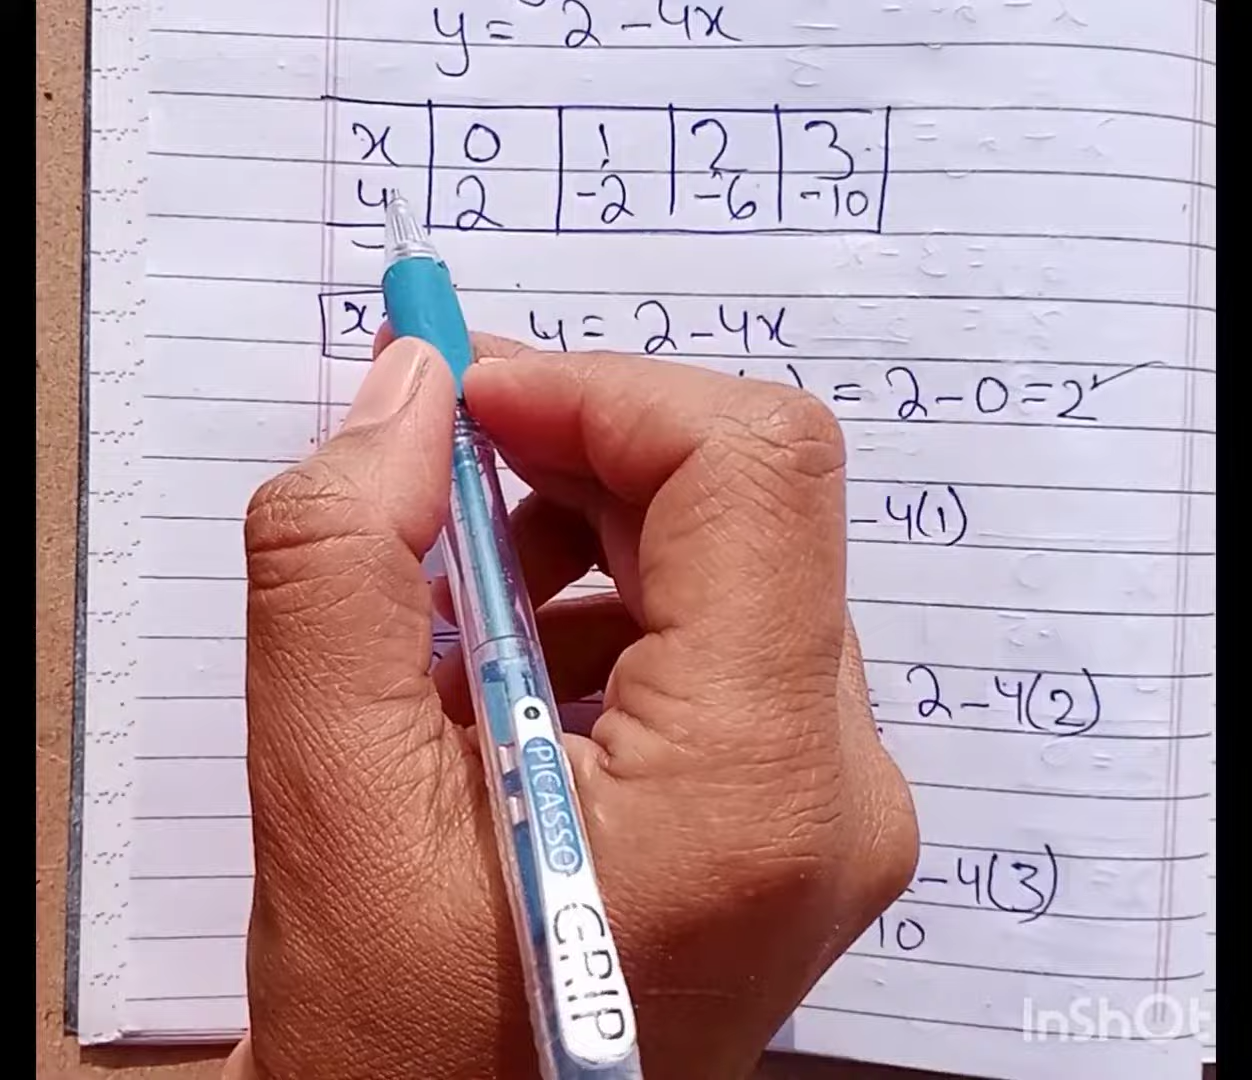 y = 2 - 4x
x 0 1 2 3
y 2 -2 -6 -10
x y = 2 - 4x
= 2 - 0 = 2
- 4(1)
2 - 4(2)
- 4(3)
10
PICASSO
GRIP
InShOt